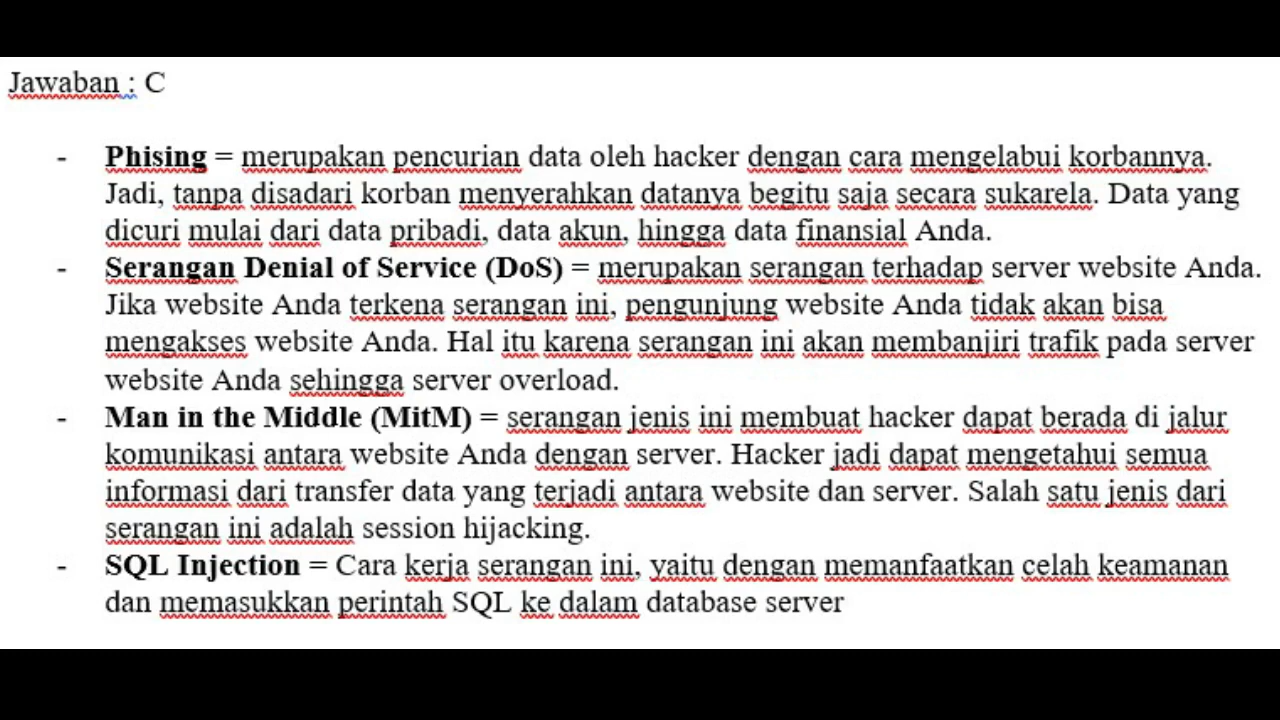 Jawaban : C
- Phising = merupakan pencurian data oleh hacker dengan cara mengelabui korbannya.
Jadi, tanpa disadari korban menyerahkan datanya begitu saja secara sukarela. Data yang
dicuri mulai dari data pribadi, data akun, hingga data finansial Anda.
- Serangan Denial of Service (DoS) = merupakan serangan terhadap server website Anda.
Jika website Anda terkena serangan ini, pengunjung website Anda tidak akan bisa
mengakses website Anda. Hal itu karena serangan ini akan membanjiri trafik pada server
website Anda sehingga server overload.
- Man in the Middle (MitM) = serangan jenis ini membuat hacker dapat berada di jalur
komunikasi antara website Anda dengan server. Hacker jadi dapat mengetahui semua
informasi dari transfer data yang terjadi antara website dan server. Salah satu jenis dari
serangan ini adalah session hijacking.
- SQL Injection = Cara kerja serangan ini, yaitu dengan memanfaatkan celah keamanan
dan memasukkan perintah SQL ke dalam database server